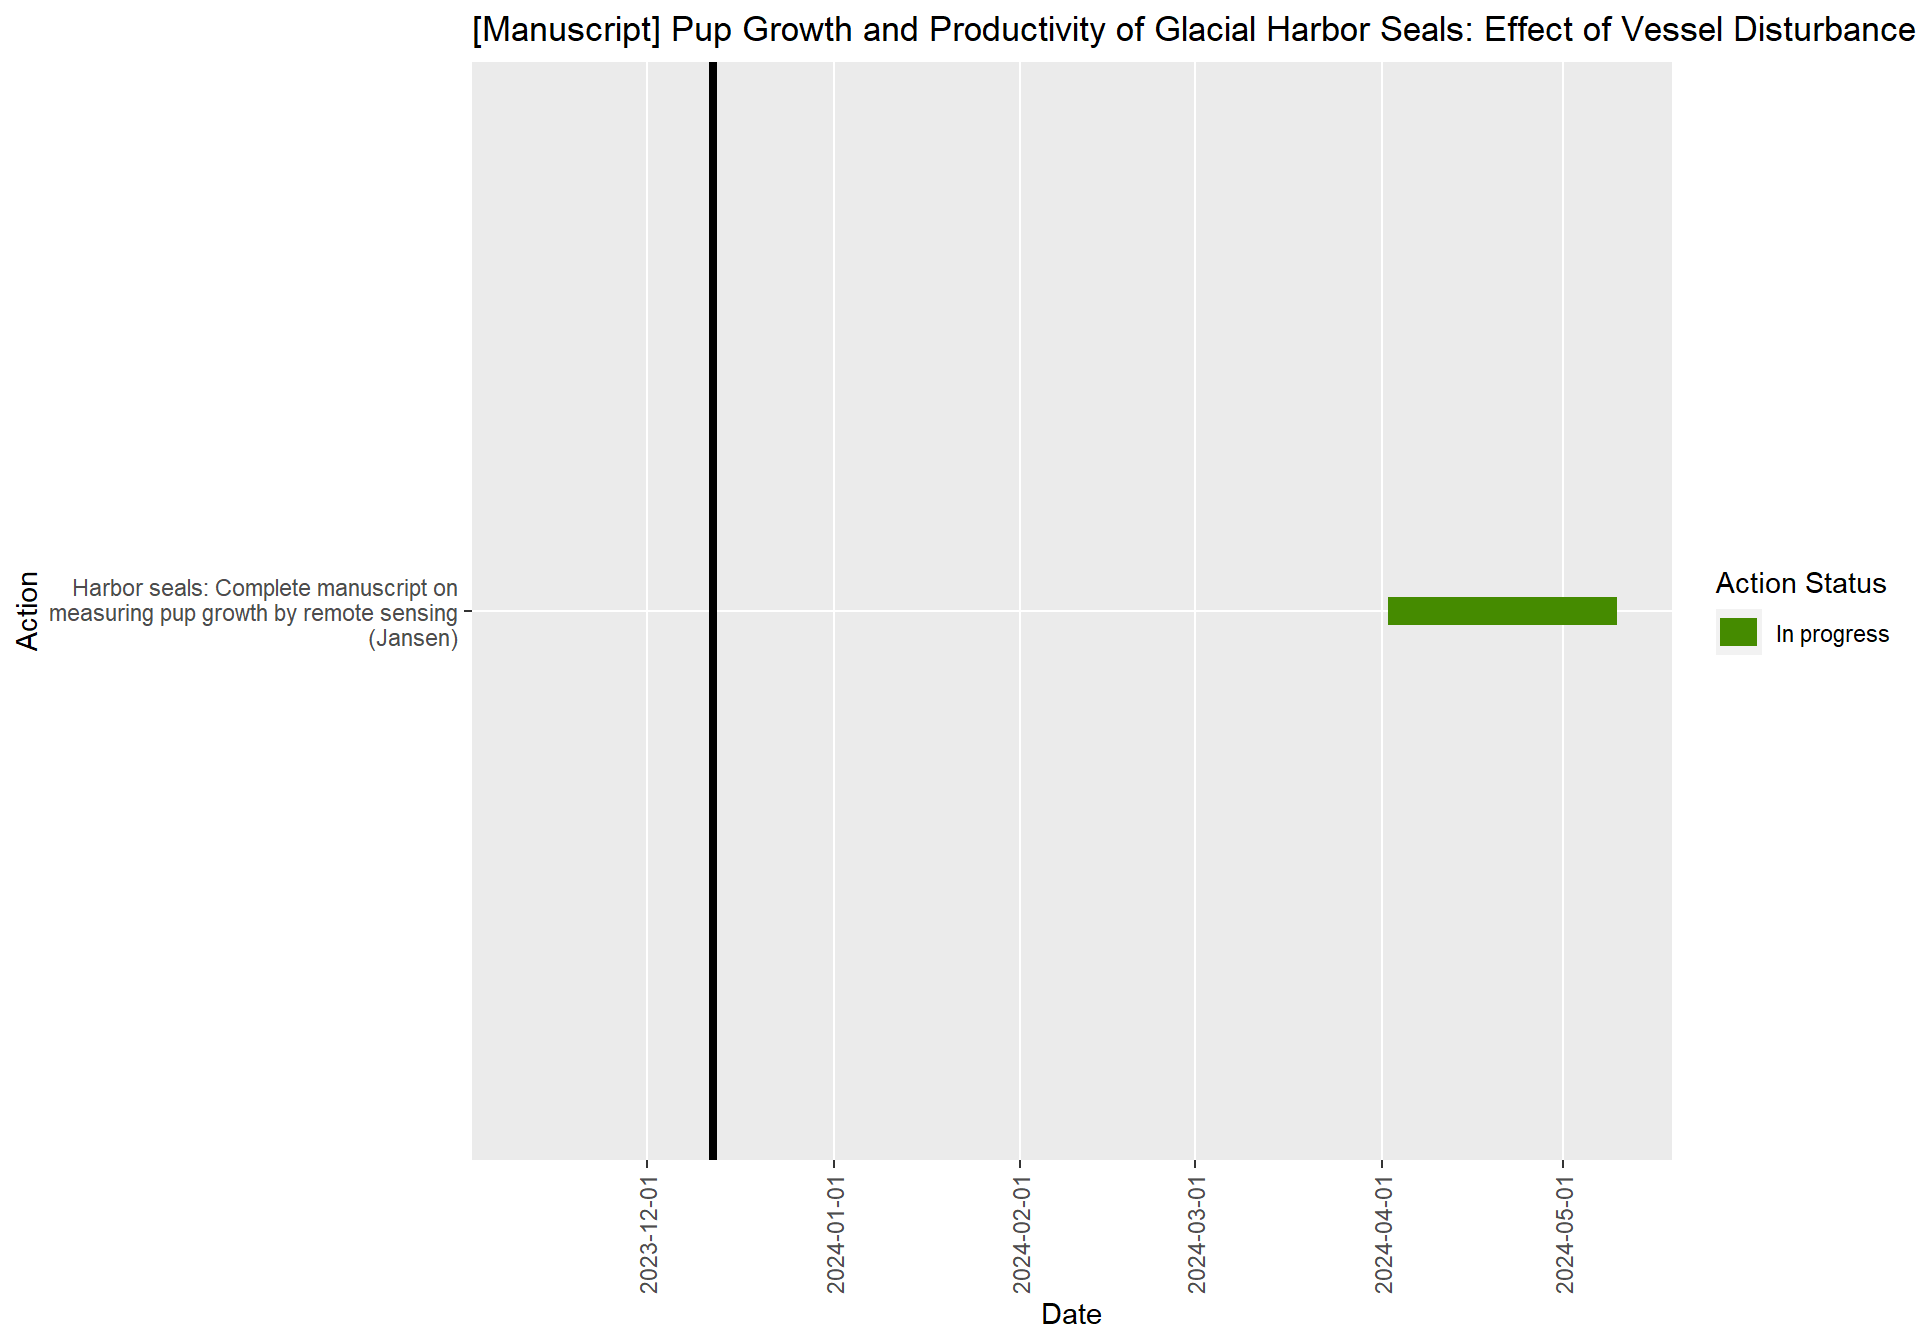 [Manuscript] Pup Growth and Productivity of Glacial Harbor Seals: Effect of Vessel Disturbance
Action
Harbor seals: Complete manuscript on
measuring pup growth by remote sensing
(Jansen)
Action Status
In progress
2023-12-01
2024-01-01
2024-02-01
2024-03-01
2024-04-01
2024-05-01
Date